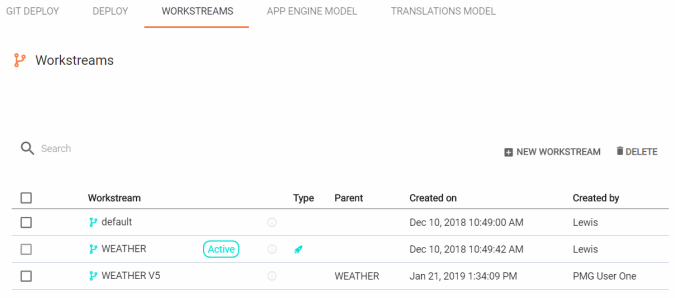 GIT DEPLOY DEPLOY WORKSTREAMS APP ENGINE MODEL TRANSLATIONS MODEL
Workstreams
Search NEW WORKSTREAM DELETE
Workstream Type Parent Created on Created by
default Dec 10, 2018 10:49:00 AM Lewis
WEATHER Active Dec 10, 2018 10:49:42 AM Lewis
WEATHER V5 WEATHER Jan 21, 2019 1:34:09 PM PMG User One